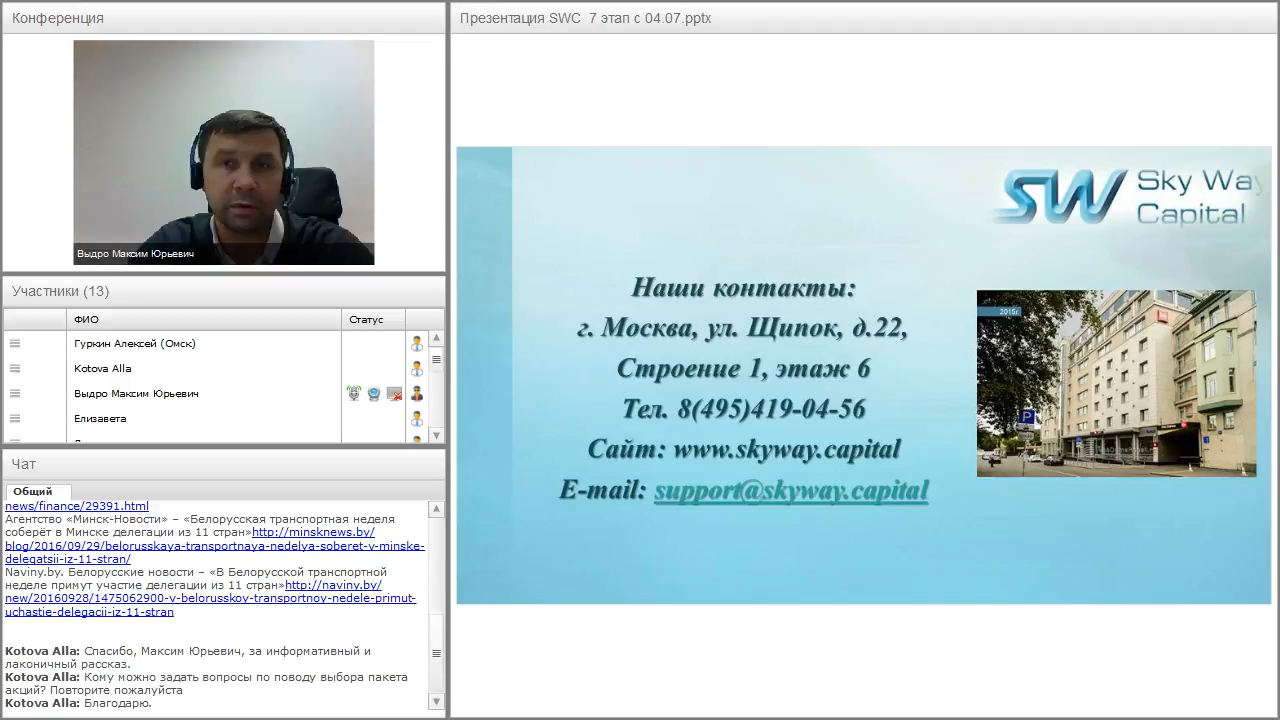 Конференция
Выдро Максим Юрьевич
Участники (13)
ФИО
Статус
Гуркин Алексей (Омск)
Kotova Alla
Выдро Максим Юрьевич
Елизавета
Чат
Общий
news/finance/29391.html
Агентство «Минск-Новости» – «Белорусская транспортная неделя
соберёт в Минске делегации из 11 стран»http://minsknews.by/
blog/2016/09/29/belorusskaya-transportnaya-nedelya-soberet-v-minske-
delegatsii-iz-11-stran/
Naviny.by. Белорусские новости – «В Белорусской транспортной
неделе примут участие делегации из 11 стран»http://naviny.by/
new/20160928/1475062900-v-belorusskoy-transportnoy-nedele-primut-
uchastie-delegacii-iz-11-stran
Kotova Alla: Спасибо, Максим Юрьевич, за информативный и
лаконичный рассказ.
Kotova Alla: Кому можно задать вопросы по поводу выбора пакета
акций? Повторите пожалуйста
Kotova Alla: Благодарю.
Презентация SWC 7 этап с 04.07.pptx
SW Sky Way
Capital
Наши контакты:
г. Москва, ул. Щипок, д.22,
Строение 1, этаж 6
Тел. 8(495)419-04-56
Сайт: www.skyway.capital
E-mail: support@skyway.capital
2015г.
P